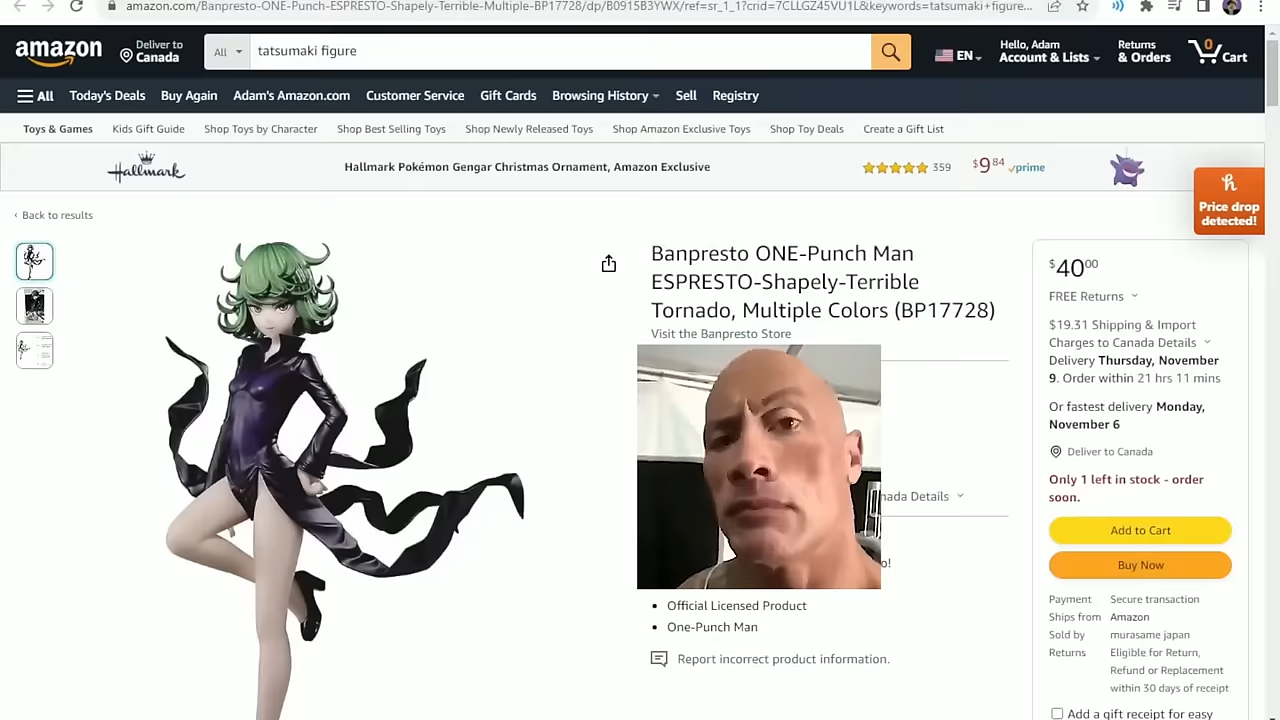 amazon.com/Banpresto-ONE-Punch-ESPRESTO-Shapely-Terrible-Multiple-BP17728/dp/B0915B3YWX/ref=sr_1_1?crid=7CLLGZ45VU1L&keywords=tatsumaki+figure...
amazon
Deliver to
Canada
All
tatsumaki figure
EN
Hello, Adam
Account & Lists
Returns
& Orders
0
Cart
All
Today's Deals
Buy Again
Adam's Amazon.com
Customer Service
Gift Cards
Browsing History
Sell
Registry
Toys & Games
Kids Gift Guide
Shop Toys by Character
Shop Best Selling Toys
Shop Newly Released Toys
Shop Amazon Exclusive Toys
Shop Toy Deals
Create a Gift List
Hallmark
Hallmark Pokémon Gengar Christmas Ornament, Amazon Exclusive
359
$9.84
prime
Price drop
detected!
‹ Back to results
Banpresto ONE-Punch Man
ESPRESTO-Shapely-Terrible
Tornado, Multiple Colors (BP17728)
Visit the Banpresto Store
nada Details
o!
• Official Licensed Product
• One-Punch Man
Report incorrect product information.
$40.00
FREE Returns
$19.31 Shipping & Import
Charges to Canada Details
Delivery Thursday, November
9. Order within 21 hrs 11 mins
Or fastest delivery Monday,
November 6
Deliver to Canada
Only 1 left in stock - order
soon.
Add to Cart
Buy Now
Payment Secure transaction
Ships from Amazon
Sold by murasame japan
Returns Eligible for Return,
Refund or Replacement
within 30 days of receipt
Add a gift receipt for easy